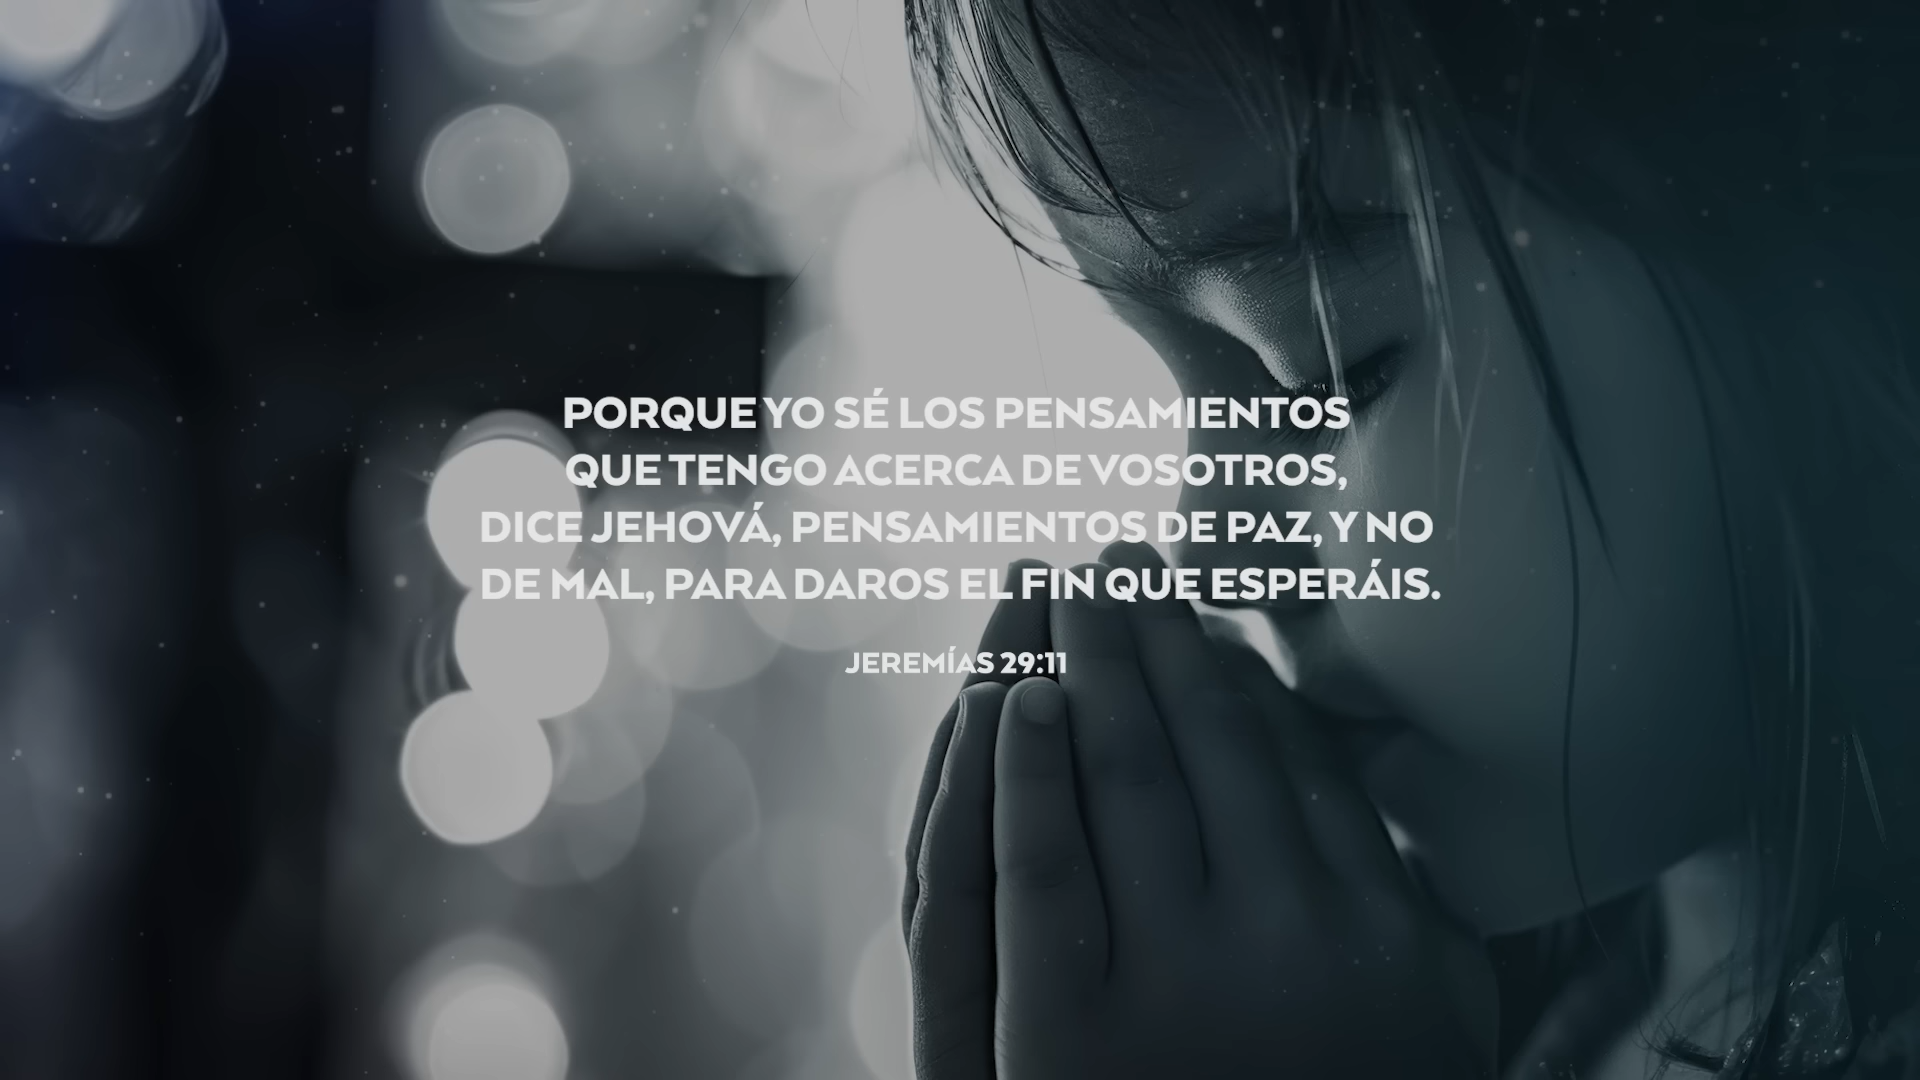 PORQUE YO SÉ LOS PENSAMIENTOS
QUE TENGO ACERCA DE VOSOTROS,
DICE JEHOVÁ, PENSAMIENTOS DE PAZ, Y NO
DE MAL, PARA DAROS EL FIN QUE ESPERÁIS.
JEREMÍAS 29:11